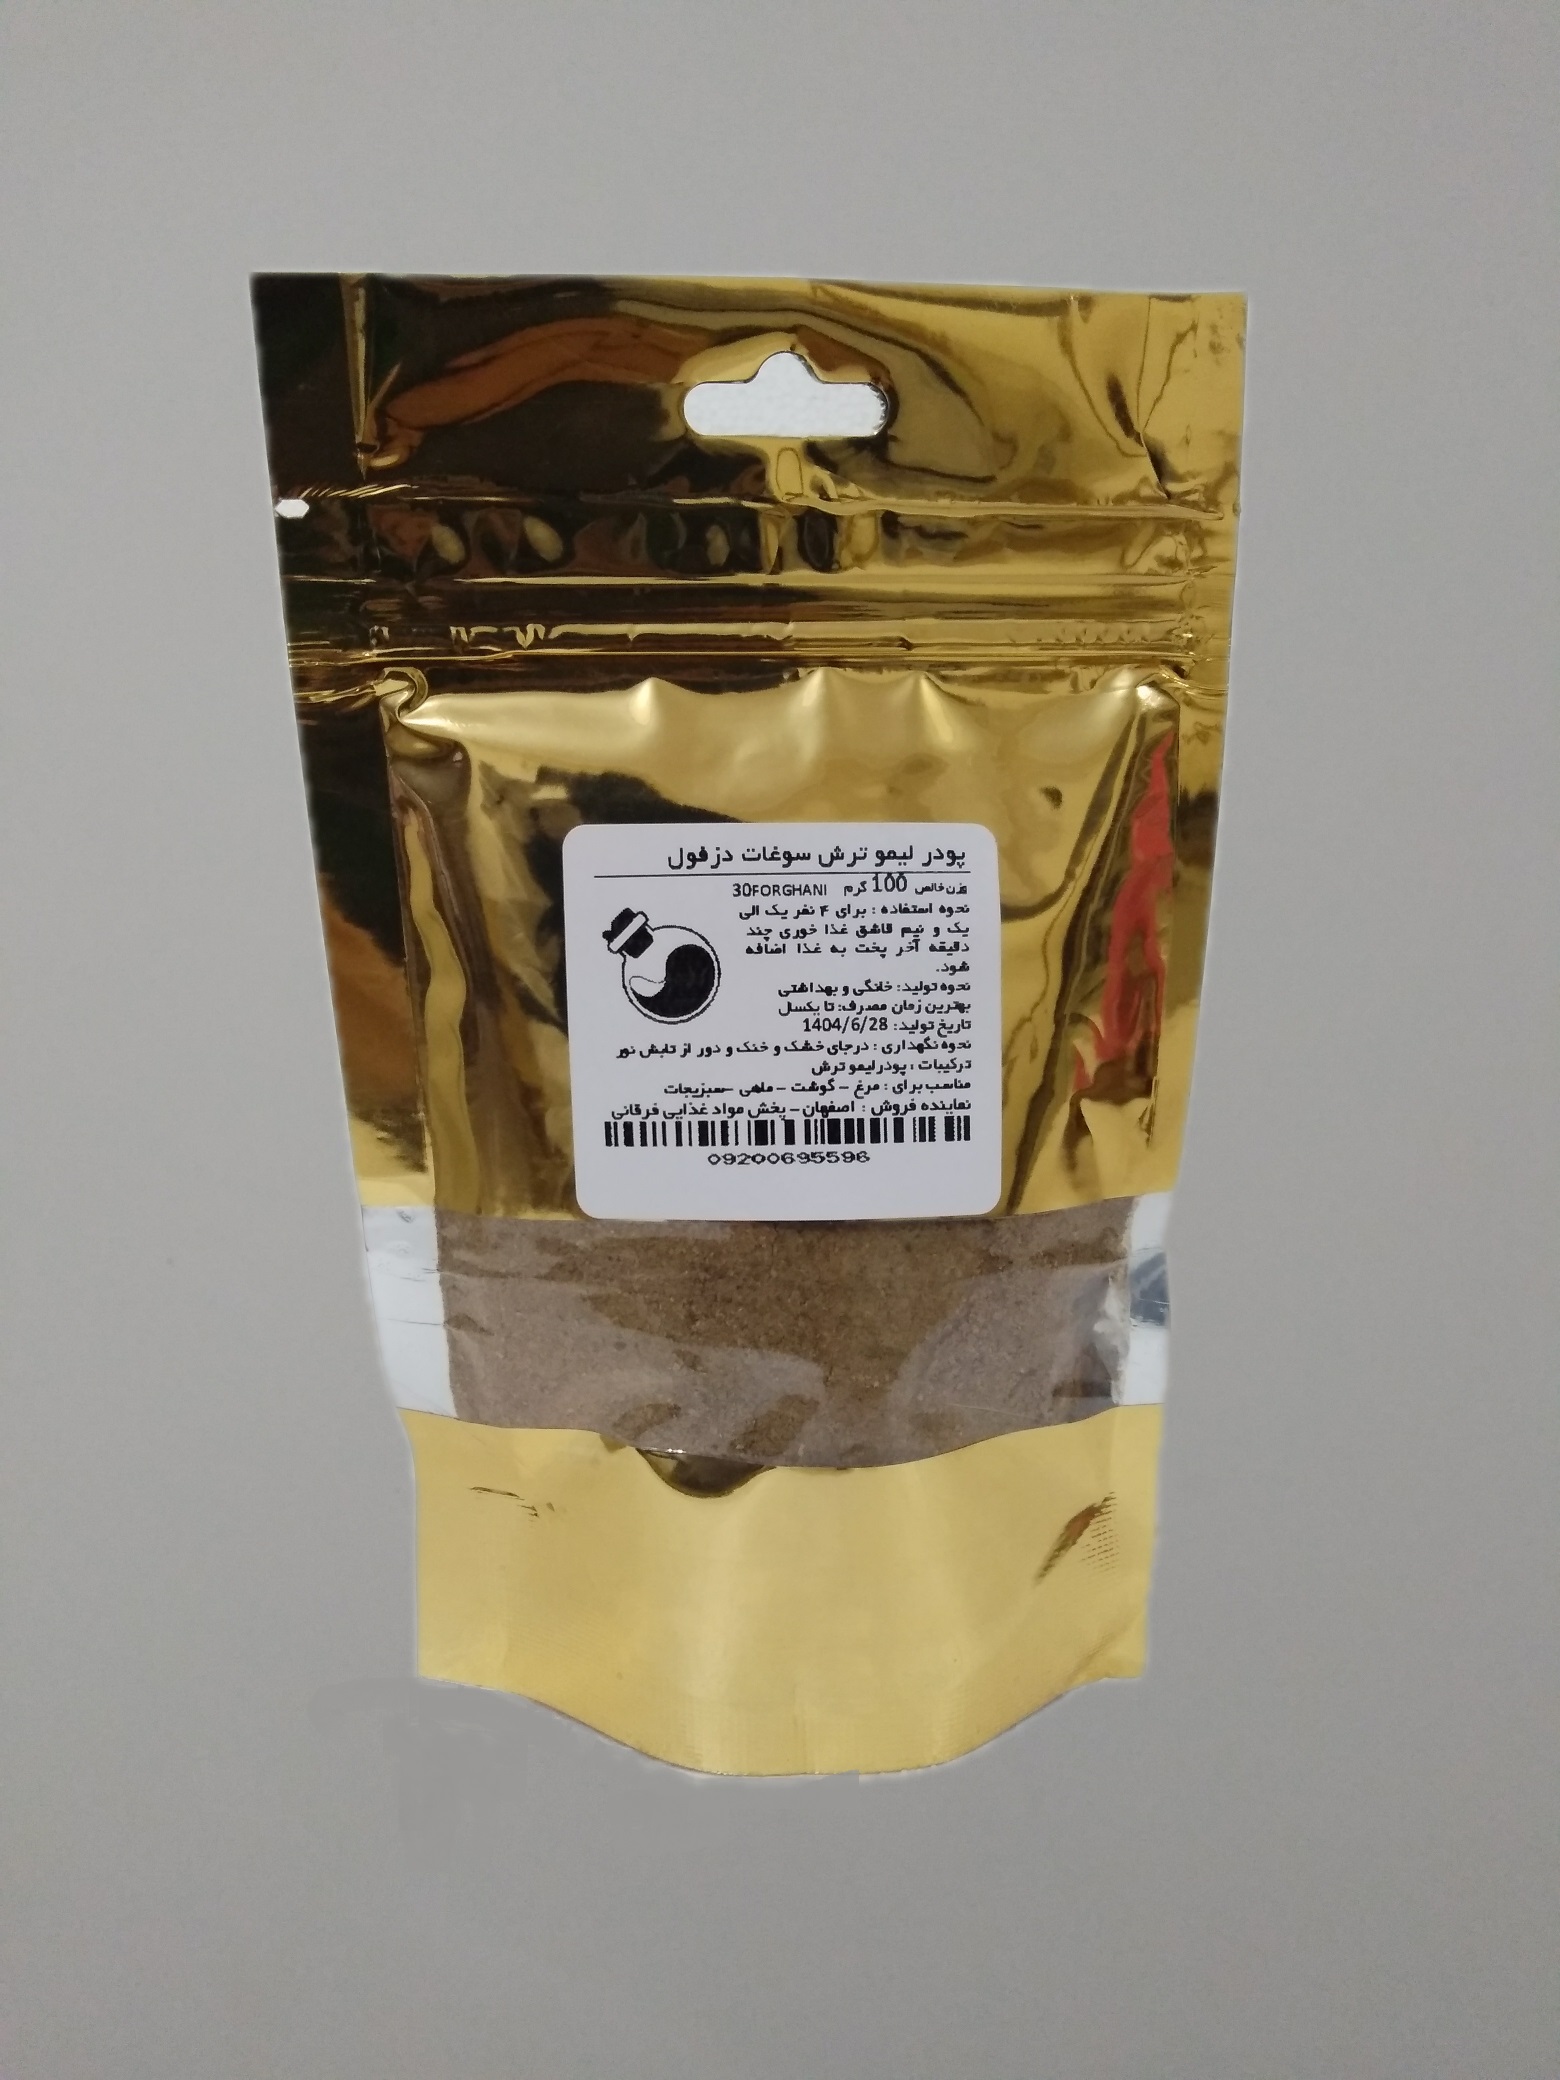 پودر لیمو ترش سوغات دزفول
وزن خالص 100 گرم 30FORGHANI
نحوه استفاده : برای ۴ نفر یک الی
یک و نیم قاشق غذا خوری چند
دقیقه آخر پخت به غذا اضافه
شود.
نحوه تولید: خانگی و بهداشتی
بهترین زمان مصرف: تا یکسال
تاریخ تولید: 1404/6/28
نحوه نگهداری : درجای خشک و خنک و دور از تابش نور
ترکیبات : پودرلیمو ترش
مناسب برای : مرغ – گوشت – ماهی –سبزیجات
نماینده فروش : اصفهان – پخش مواد غذایی فرقانی
09200695596